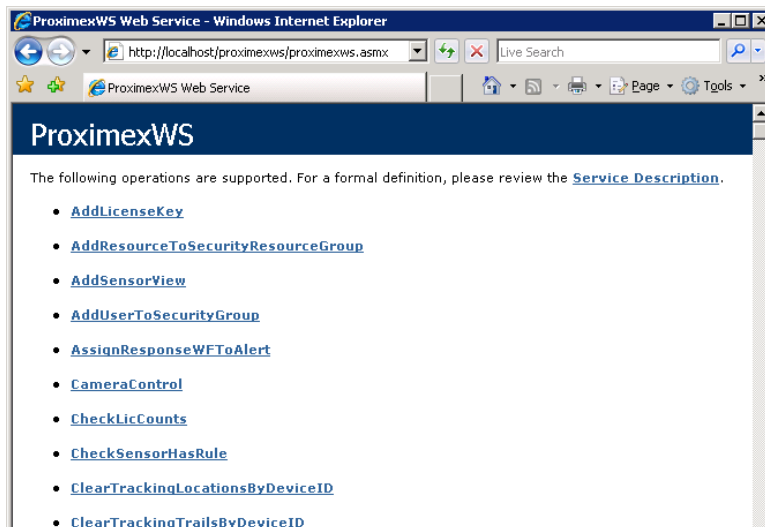 ProximexWS Web Service - Windows Internet Explorer
http://localhost/proximexws/proximexws.asmx Live Search
ProximexWS Web Service Page Tools »
ProximexWS
The following operations are supported. For a formal definition, please review the Service Description.
• AddLicenseKey
• AddResourceToSecurityResourceGroup
• AddSensorView
• AddUserToSecurityGroup
• AssignResponseWFToAlert
• CameraControl
• CheckLicCounts
• CheckSensorHasRule
• ClearTrackingLocationsByDeviceID
• ClearTrackingTrailsByDeviceID